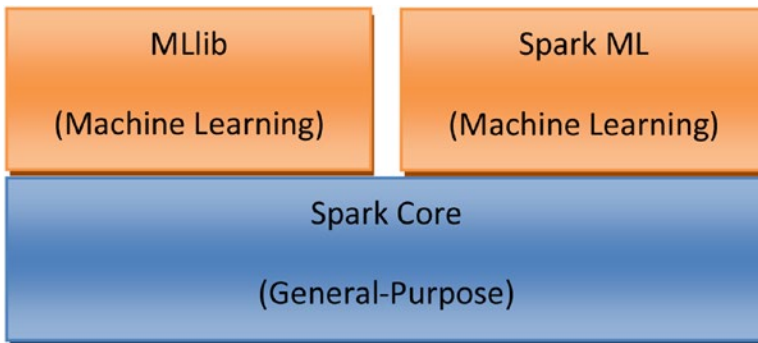 MLlib
(Machine Learning)
Spark ML
(Machine Learning)
Spark Core
(General-Purpose)